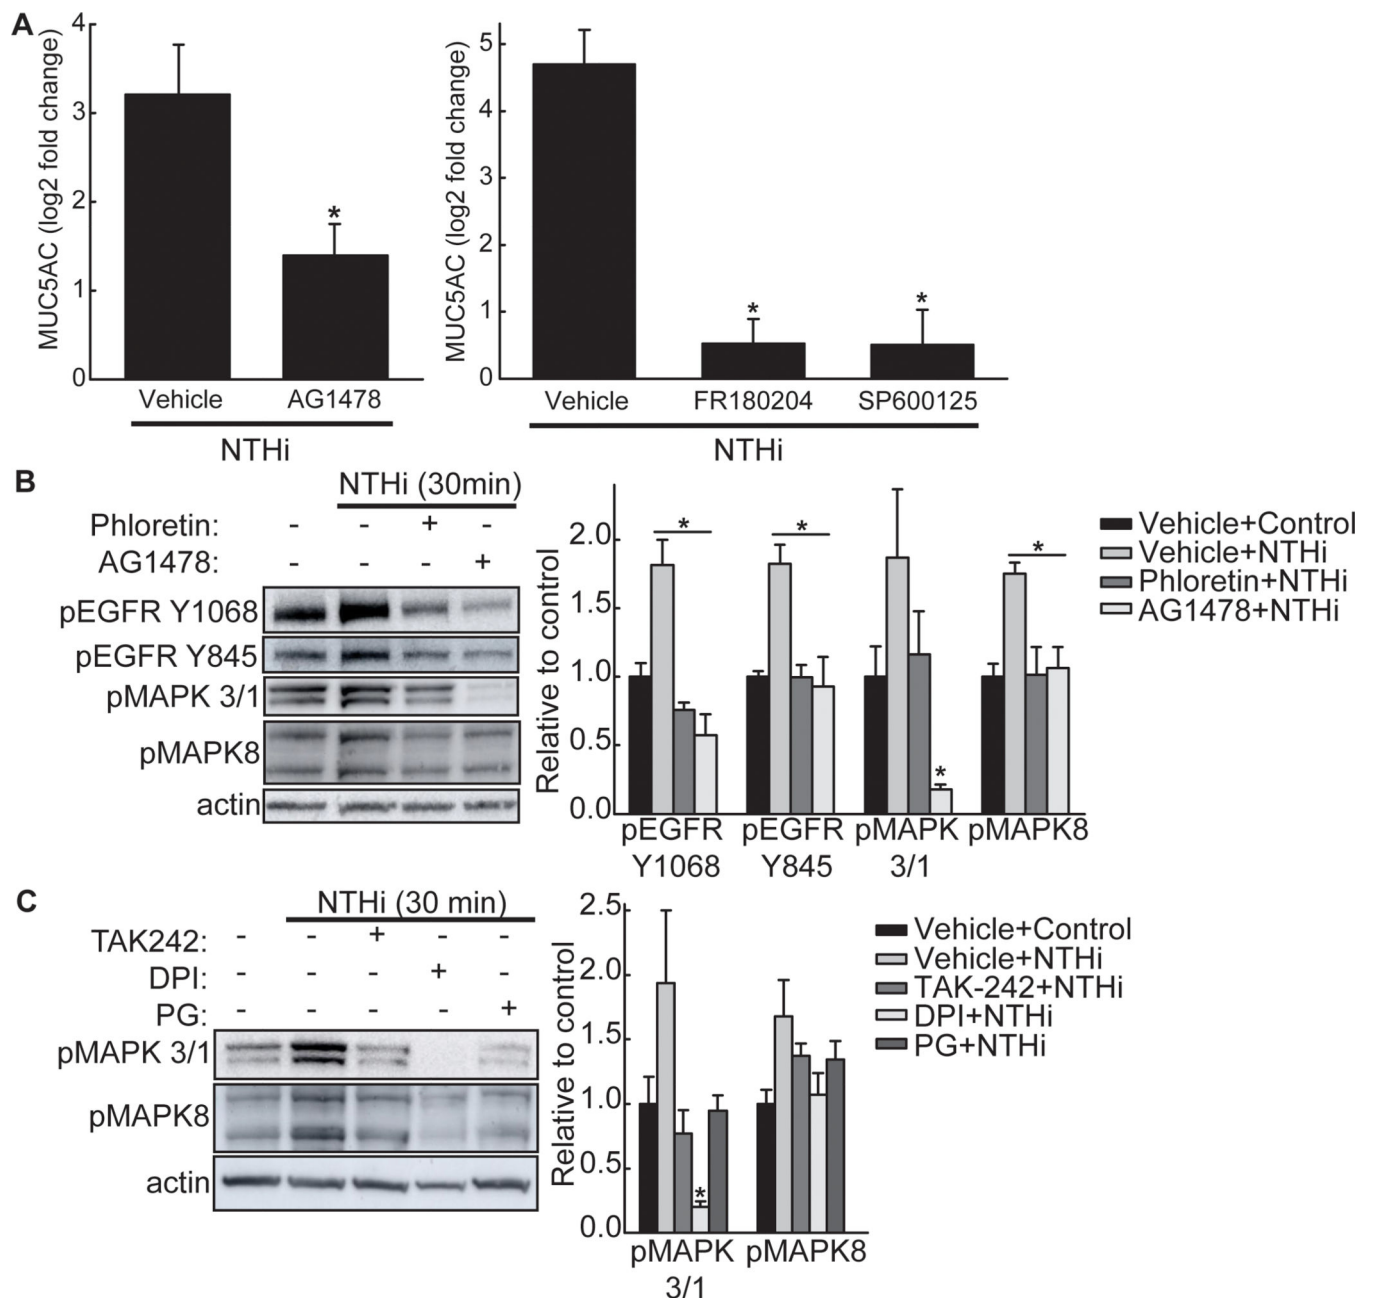 A
MUC5AC (log2 fold change)
4
3
2
1
0
*
Vehicle
AG1478
NTHi
MUC5AC (log2 fold change)
5
4
3
2
1
0
*
*
Vehicle
FR180204
SP600125
NTHi
B
NTHi (30min)
Phloretin: - - + -
AG1478: - - - +
pEGFR Y1068
pEGFR Y845
pMAPK 3/1
pMAPK8
actin
Relative to control
2.0
1.5
1.0
0.5
0.0
*
*
*
*
pEGFR
Y1068
pEGFR
Y845
pMAPK
3/1
pMAPK8
Vehicle+Control
Vehicle+NTHi
Phloretin+NTHi
AG1478+NTHi
C
NTHi (30 min)
TAK242: - - + - -
DPI: - - - + -
PG: - - - - +
pMAPK 3/1
pMAPK8
actin
Relative to control
2.5
2.0
1.5
1.0
0.5
0.0
*
pMAPK
3/1
pMAPK8
Vehicle+Control
Vehicle+NTHi
TAK-242+NTHi
DPI+NTHi
PG+NTHi